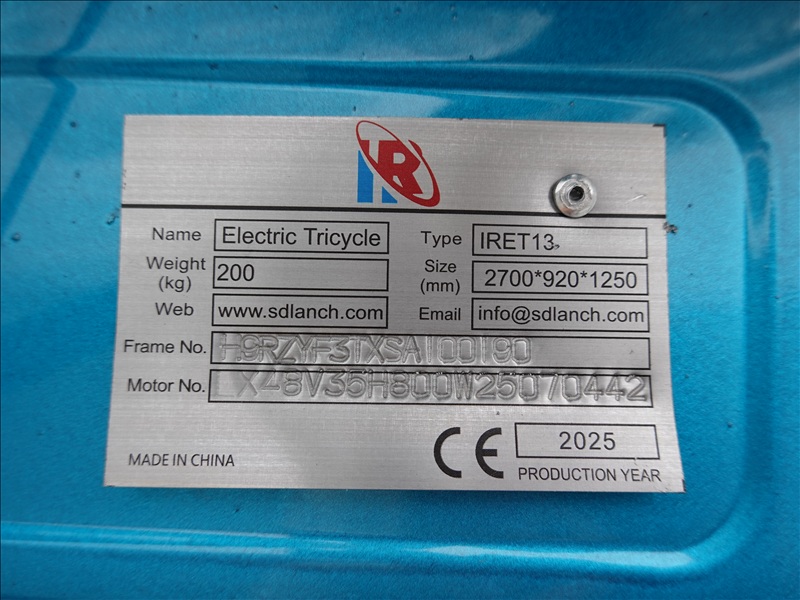 TR
Name Electric Tricycle Type IRET13
Weight (kg) 200 Size (mm) 2700*920*1250
Web www.sdlanch.com Email info@sdlanch.com
Frame No. H9RZYF3TXSA100190
Motor No. LX48V35H800W25070442
MADE IN CHINA
CE 2025
PRODUCTION YEAR